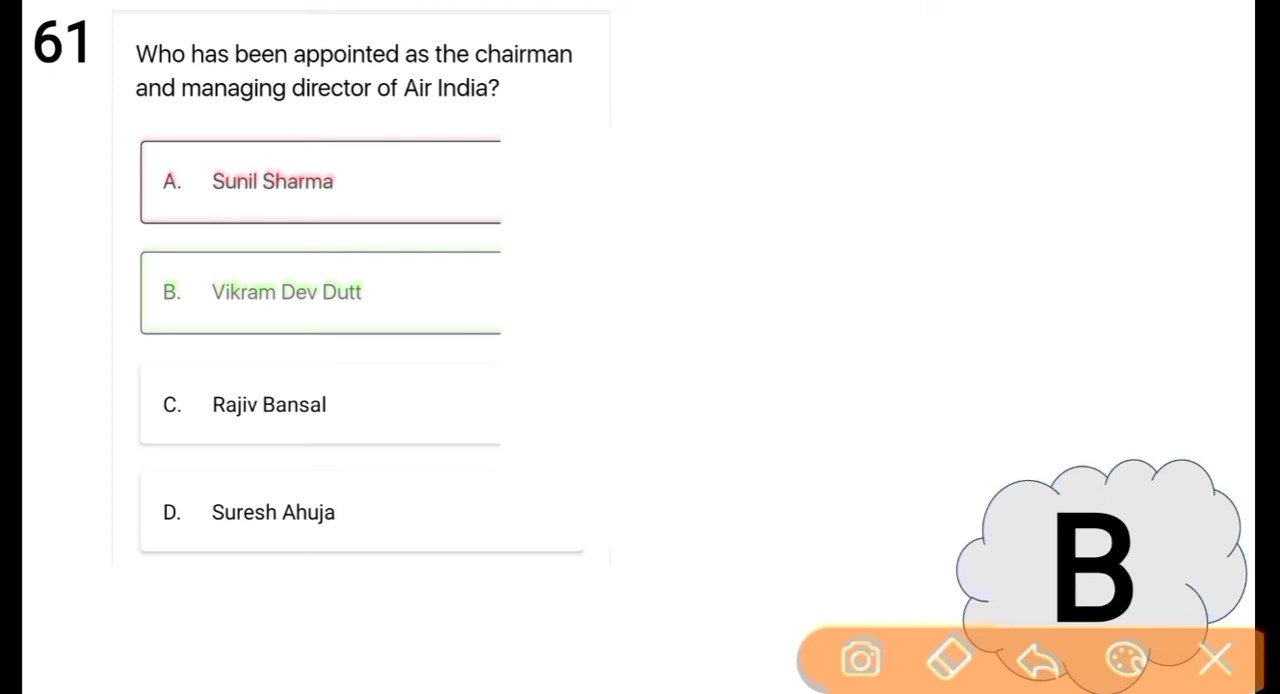 61
Who has been appointed as the chairman
and managing director of Air India?
A. Sunil Sharma
B. Vikram Dev Dutt
C. Rajiv Bansal
D. Suresh Ahuja
B